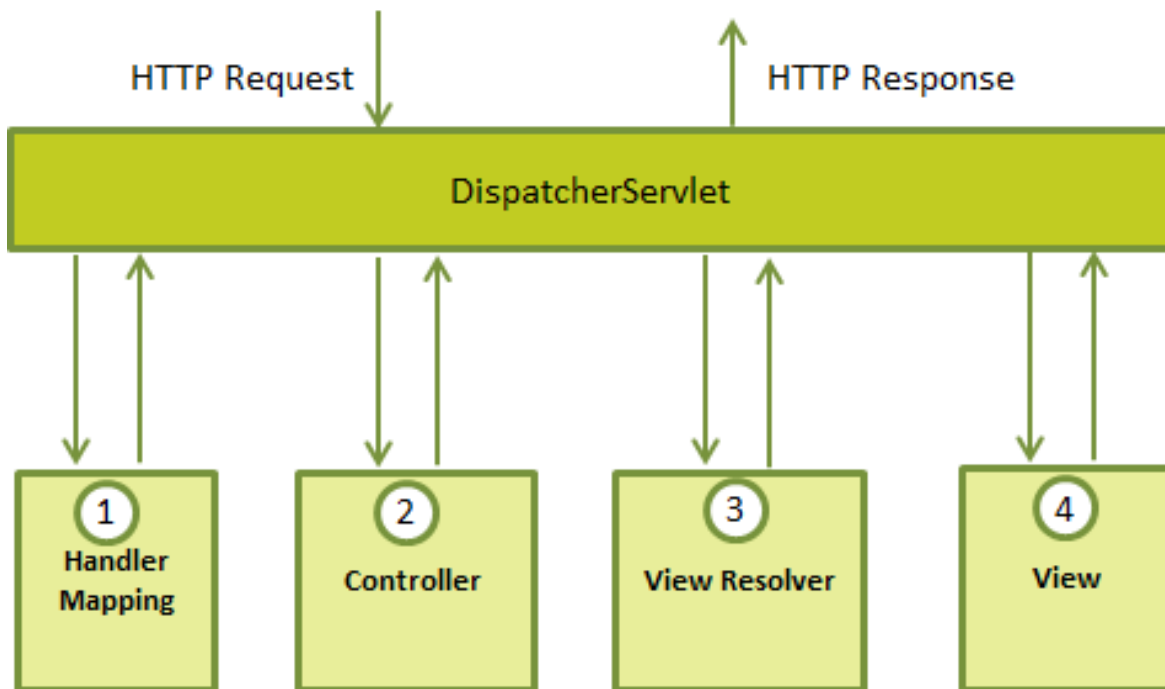 HTTP Request
HTTP Response
DispatcherServlet
1
Handler
Mapping
2
Controller
3
View Resolver
4
View